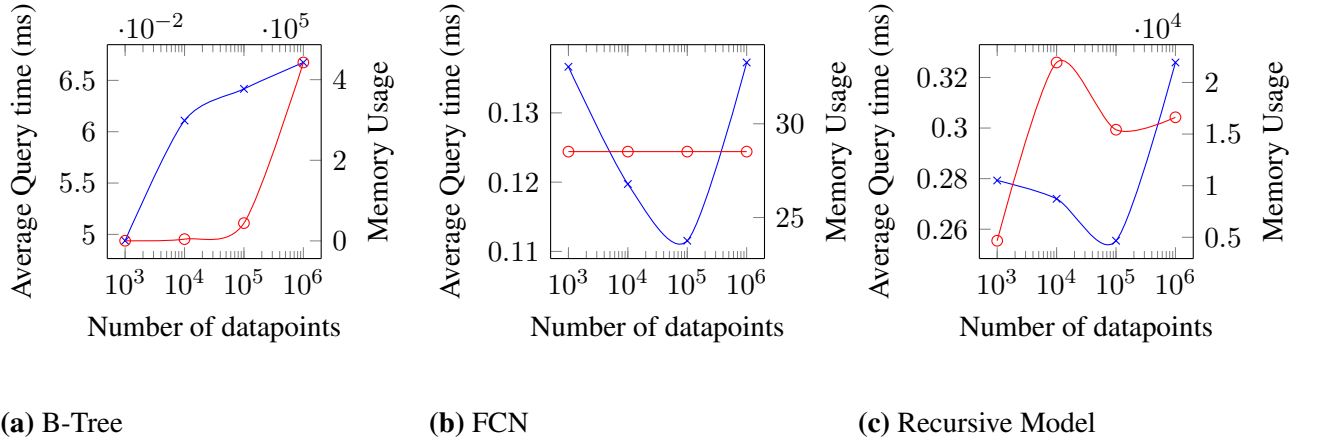 ·10⁻²
·10⁵
Average Query time (ms)
6.5
6
5.5
5
4
2
0
Memory Usage
10³ 10⁴ 10⁵ 10⁶
Number of datapoints
(a) B-Tree
Average Query time (ms)
0.13
0.12
0.11
30
25
Memory Usage
10³ 10⁴ 10⁵ 10⁶
Number of datapoints
(b) FCN
·10⁴
Average Query time (ms)
0.32
0.3
0.28
0.26
2
1.5
1
0.5
Memory Usage
10³ 10⁴ 10⁵ 10⁶
Number of datapoints
(c) Recursive Model